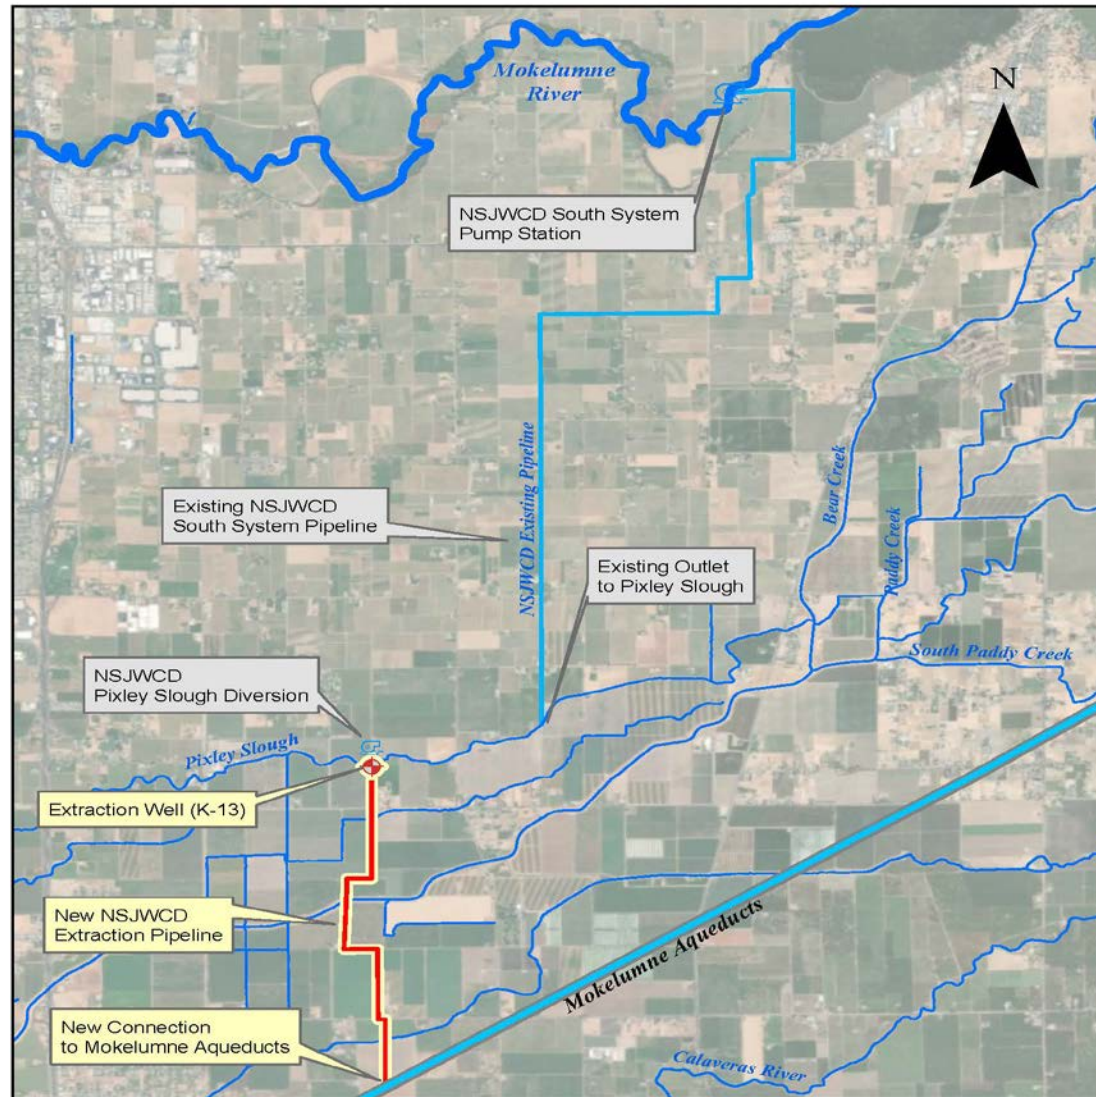 Mokelumne
River
N
NSJWCD South System
Pump Station
Existing NSJWCD
South System Pipeline
NSJWCD Existing Pipeline
Bear Creek
Paddy Creek
Existing Outlet
to Pixley Slough
South Paddy Creek
NSJWCD
Pixley Slough Diversion
Pixley Slough
Extraction Well (K-13)
New NSJWCD
Extraction Pipeline
Mokelumne Aqueducts
New Connection
to Mokelumne Aqueducts
Calaveras River